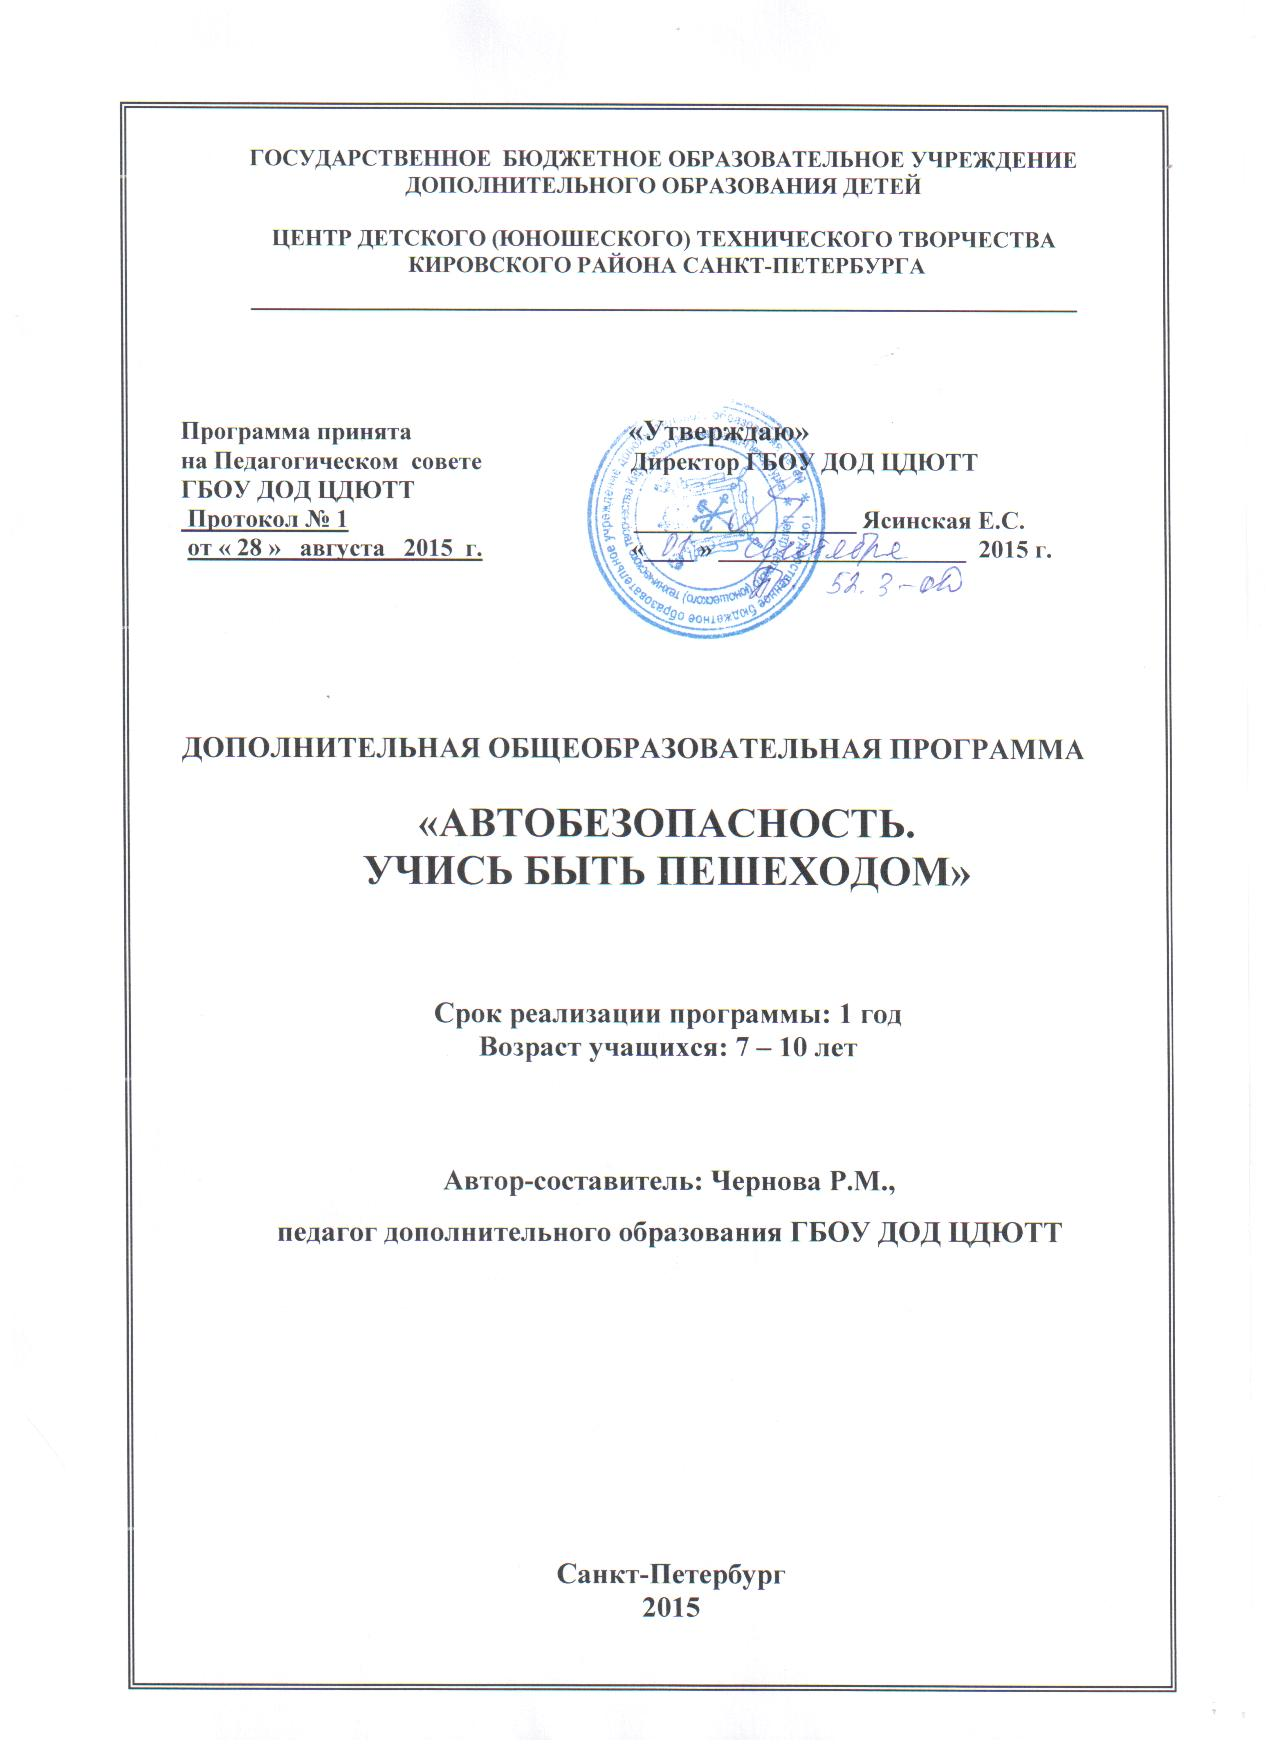 ГОСУДАРСТВЕННОЕ БЮДЖЕТНОЕ ОБРАЗОВАТЕЛЬНОЕ УЧРЕЖДЕНИЕ
ДОПОЛНИТЕЛЬНОГО ОБРАЗОВАНИЯ ДЕТЕЙ
ЦЕНТР ДЕТСКОГО (ЮНОШЕСКОГО) ТЕХНИЧЕСКОГО ТВОРЧЕСТВА
КИРОВСКОГО РАЙОНА САНКТ-ПЕТЕРБУРГА
Программа принята
на Педагогическом совете
ГБОУ ДОД ЦДЮТТ
Протокол № 1
от « 28 » августа 2015 г.
«Утверждаю»
Директор ГБОУ ДОД ЦДЮТТ
Ясинская Е.С.
« 01 » сентября 2015 г.
52.3-од
ДОПОЛНИТЕЛЬНАЯ ОБЩЕОБРАЗОВАТЕЛЬНАЯ ПРОГРАММА
«АВТОБЕЗОПАСНОСТЬ.
УЧИСЬ БЫТЬ ПЕШЕХОДОМ»
Срок реализации программы: 1 год
Возраст учащихся: 7 – 10 лет
Автор-составитель: Чернова Р.М.,
педагог дополнительного образования ГБОУ ДОД ЦДЮТТ
Санкт-Петербург
2015